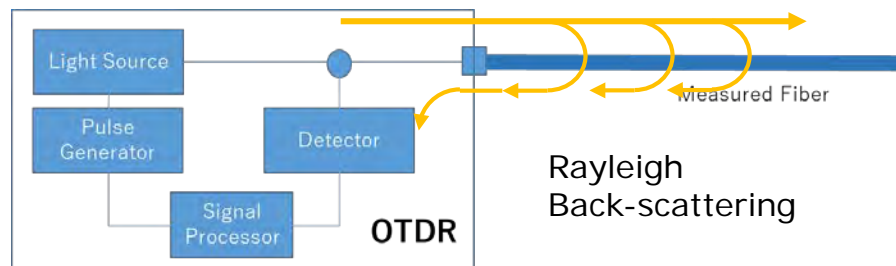 Light Source
Measured Fiber
Pulse
Generator
Detector
Rayleigh
Back-scattering
Signal
Processor
OTDR